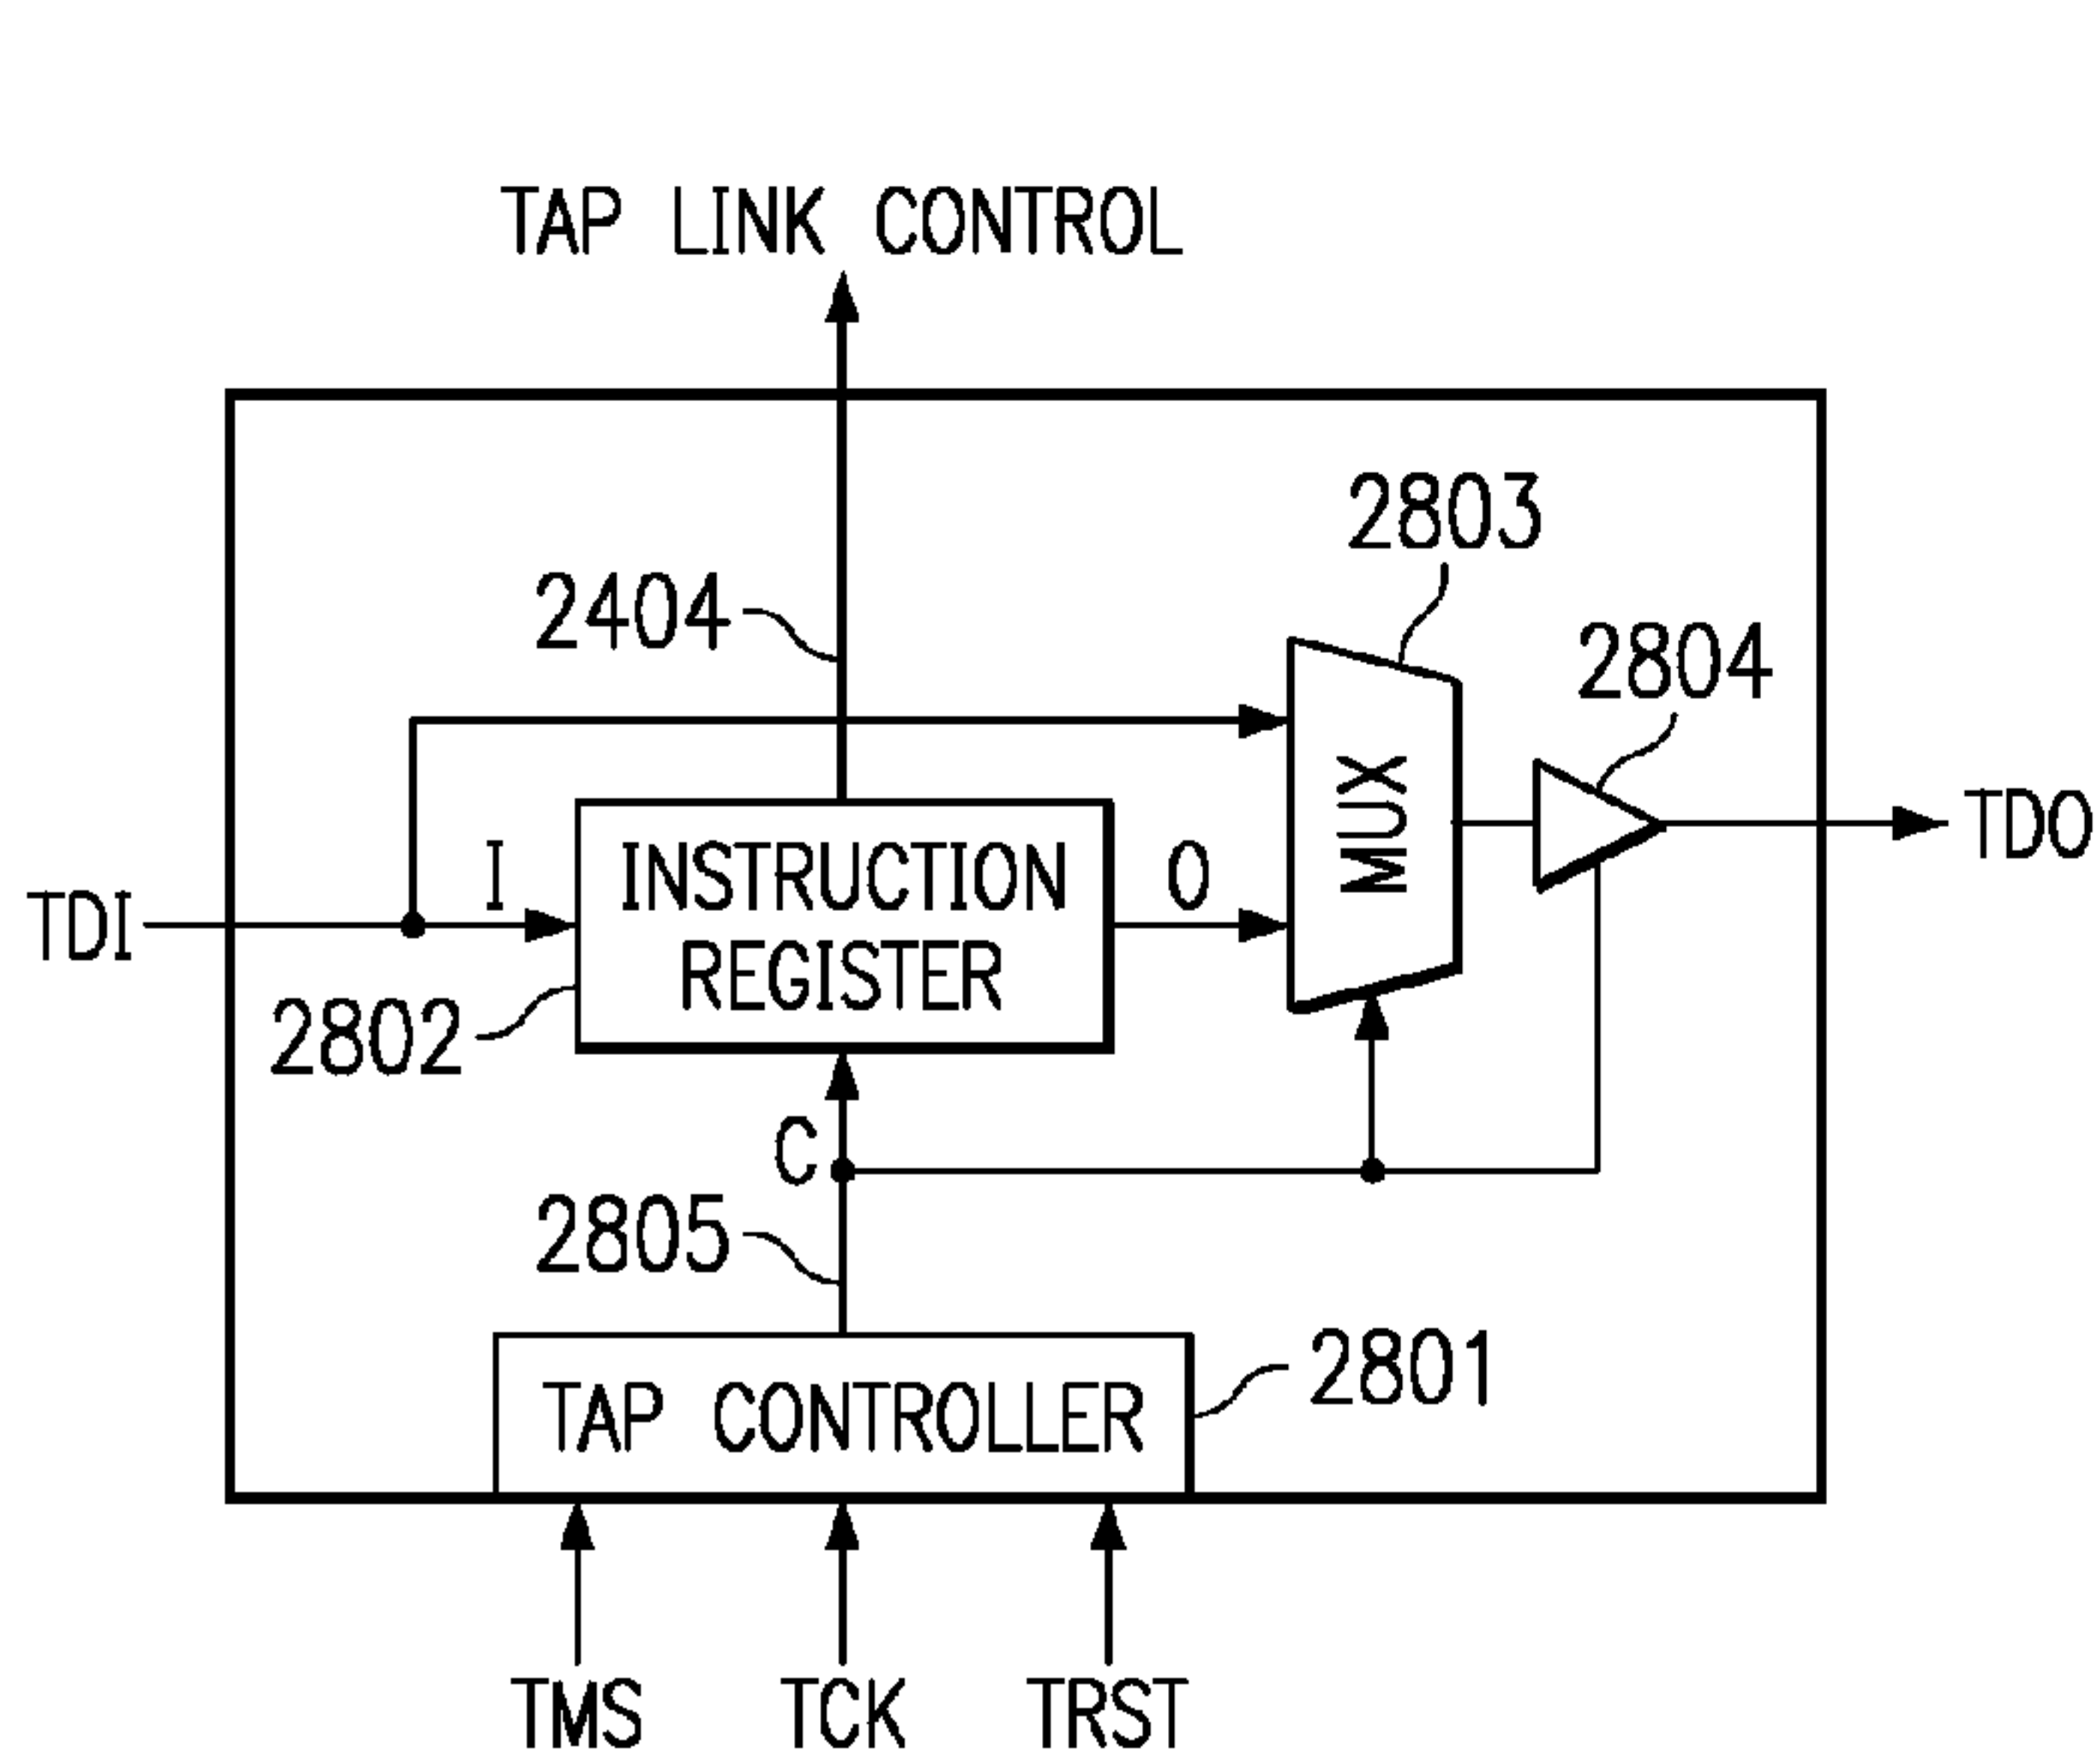 TAP LINK CONTROL
2803
2404
2804
MUX
TDO
I
INSTRUCTION
REGISTER
O
TDI
2802
C
2805
2801
TAP CONTROLLER
TMS
TCK
TRST